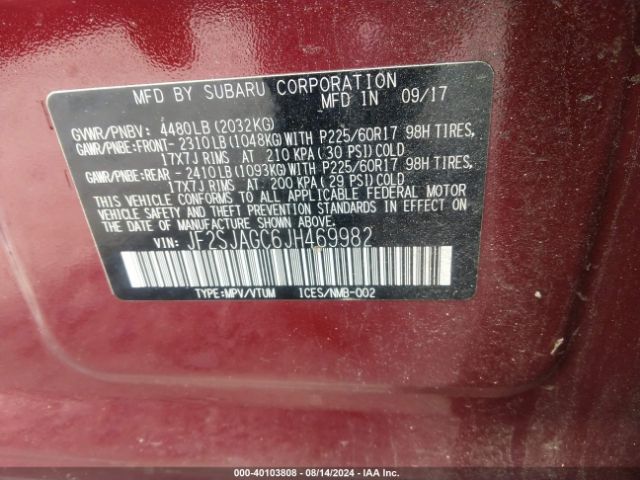 MFD BY SUBARU CORPORATION
MFD IN 09/17
GVWR/PNBV: 4480LB (2032KG)
GAWR/PNBE:FRONT- 2310LB (1048KG) WITH P225/60R17 98H TIRES,
17X7J RIMS AT 210 KPA ( 30 PSI) COLD
GAWR/PNBE:REAR - 2410LB (1093KG) WITH P225/60R17 98H TIRES,
17X7J RIMS AT 200 KPA ( 29 PSI) COLD
THIS VEHICLE CONFORMS TO ALL APPLICABLE FEDERAL MOTOR
VEHICLE SAFETY AND THEFT PREVENTION STANDARDS IN EFFECT ON THE
DATE OF MANUFACTURE SHOWN ABOVE.
VIN: JF2SJAGC6JH469982
TYPE:MPV/VTUM ICES/NMB-002
000-40103808 - 08/14/2024 - IAA Inc.